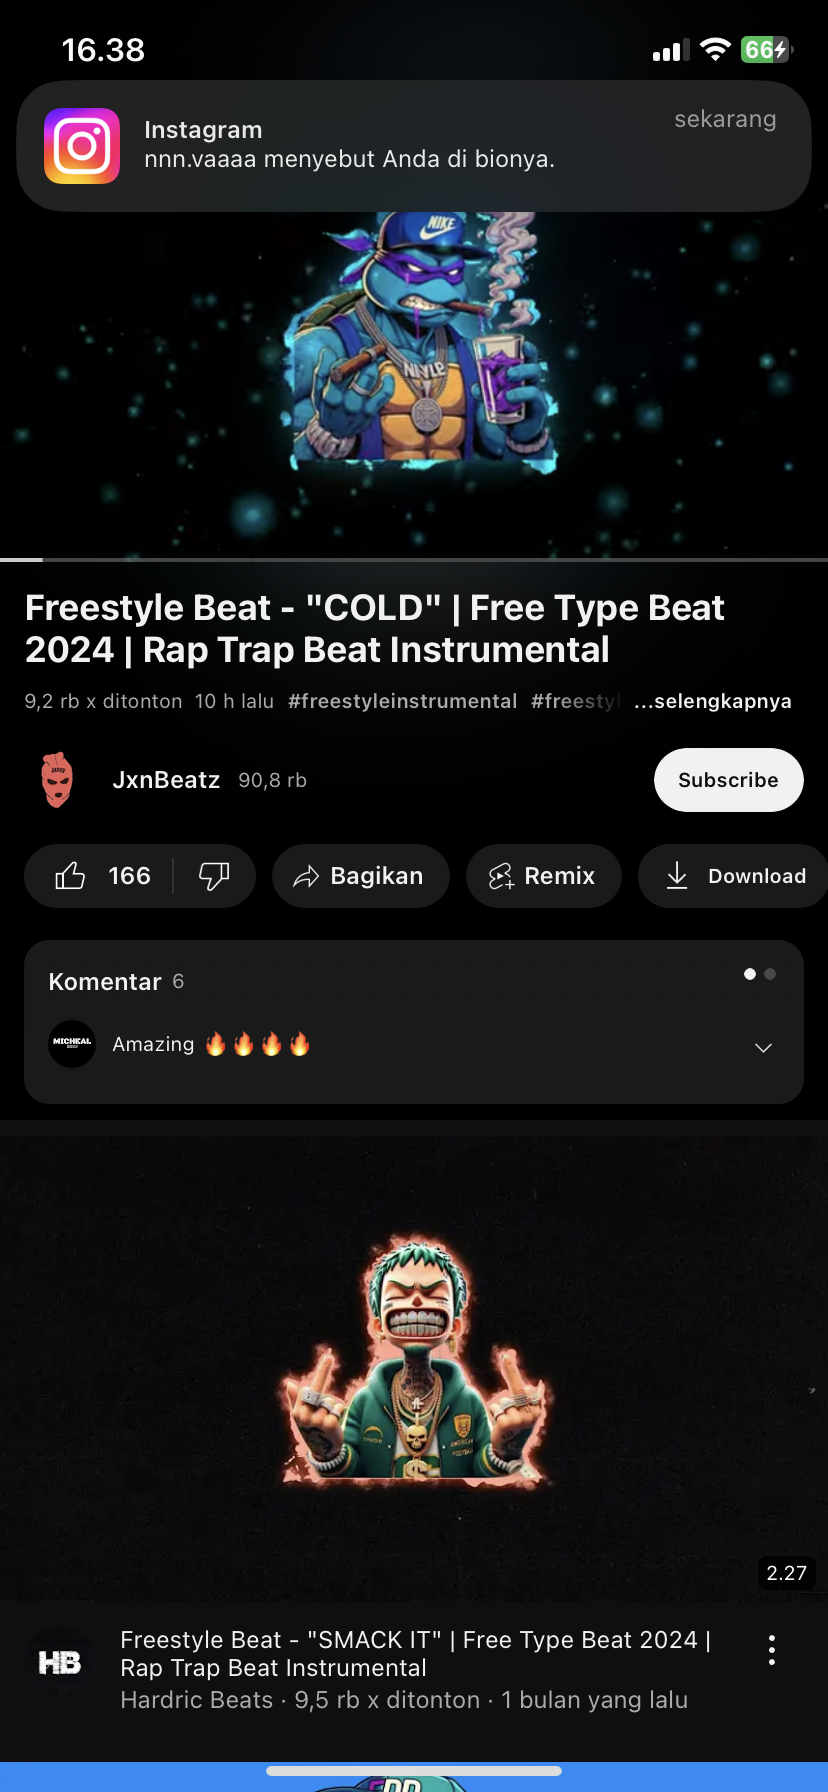 16.38
66
Instagram
sekarang
nnn.vaaaa menyebut Anda di bionya.
NIKE
Freestyle Beat - "COLD" | Free Type Beat
2024 | Rap Trap Beat Instrumental
9,2 rb x ditonton 10 h lalu #freestyleinstrumental #freestyl ...selengkapnya
JxnBeatz 90,8 rb
Subscribe
166
Bagikan
Remix
Download
Komentar 6
MICHEAL
Amazing 🔥🔥🔥🔥
AMERICAN
FOOTBALL
2.27
HB
Freestyle Beat - "SMACK IT" | Free Type Beat 2024 |
Rap Trap Beat Instrumental
Hardric Beats · 9,5 rb x ditonton · 1 bulan yang lalu